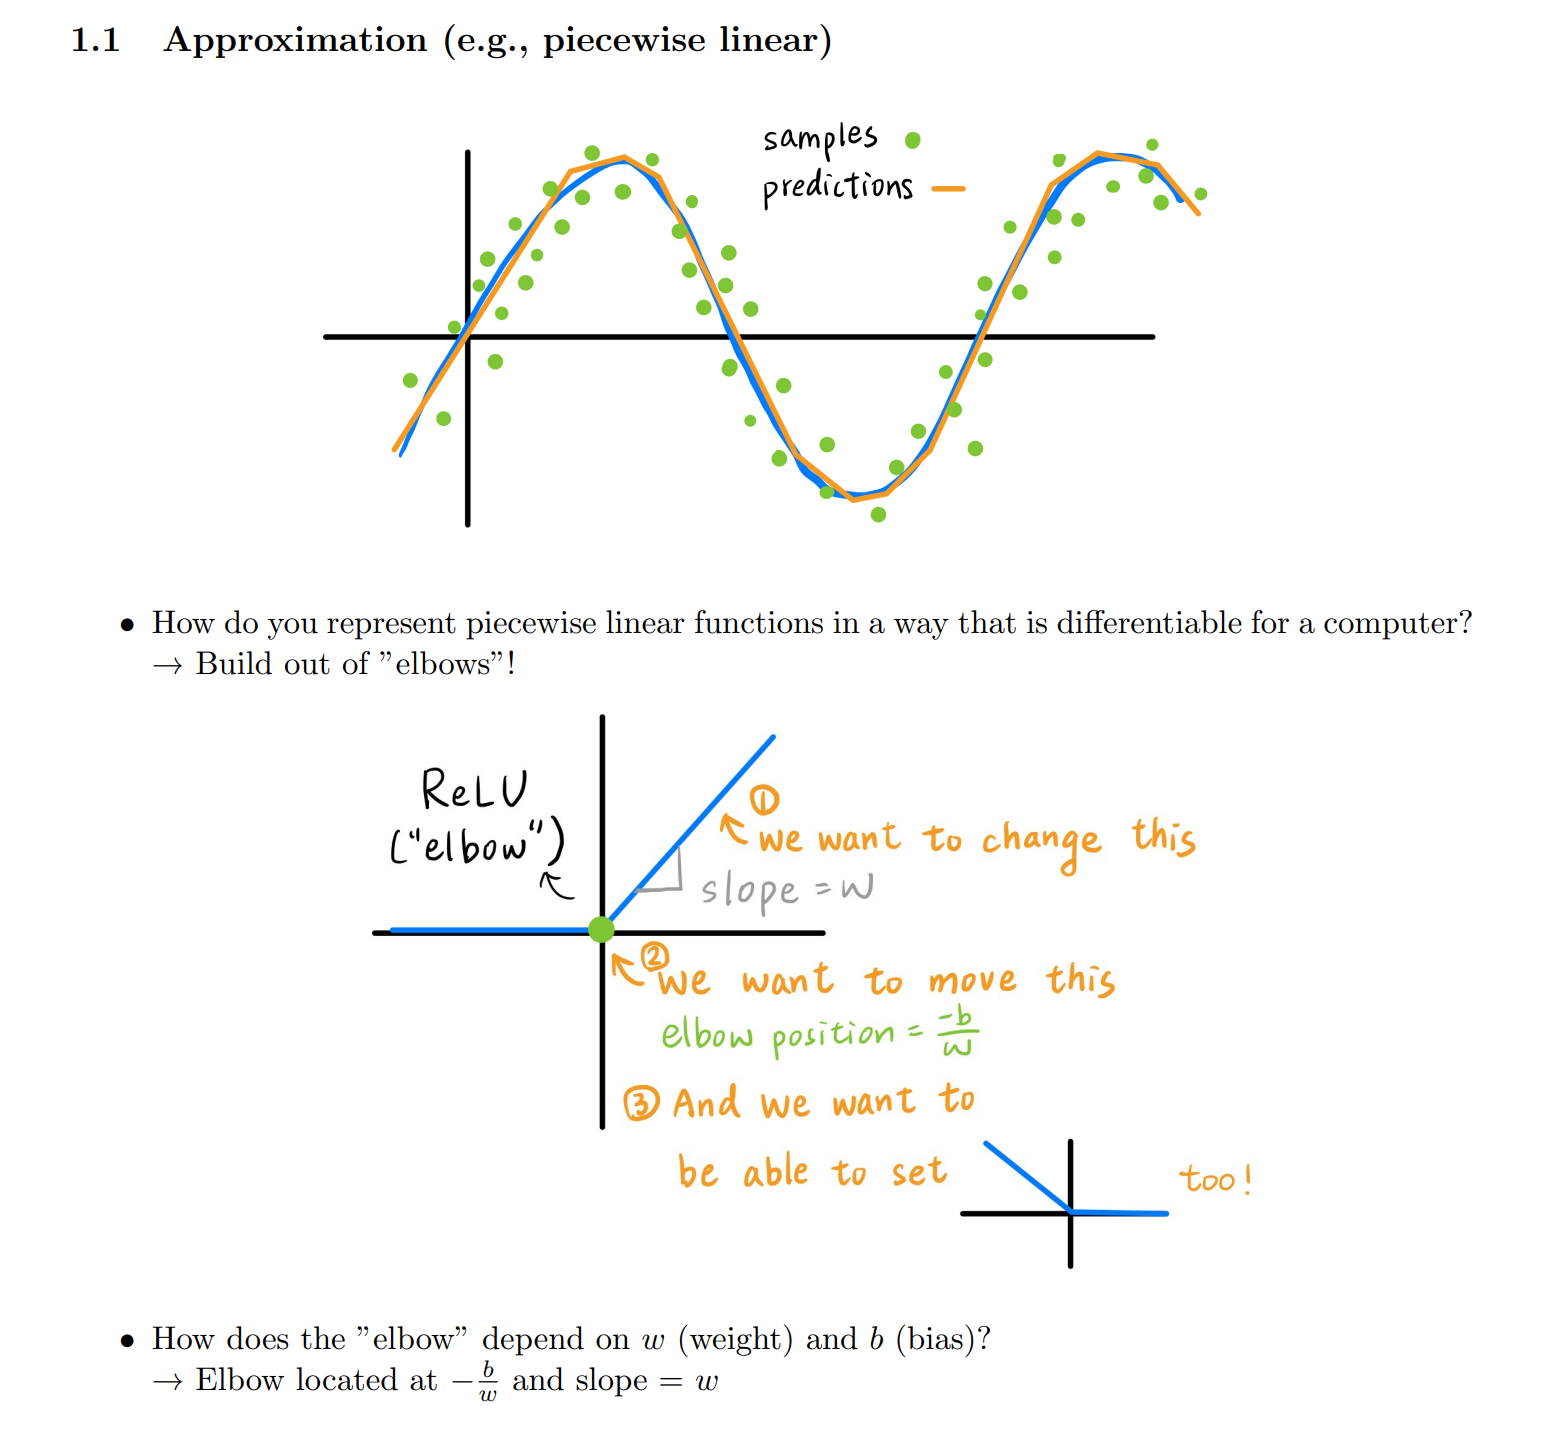 1.1 Approximation (e.g., piecewise linear)
samples
predictions
• How do you represent piecewise linear functions in a way that is differentiable for a computer?
→ Build out of ”elbows”!
ReLU
("elbow")
①
we want to change this
slope = w
②
we want to move this
elbow position = -b/w
③ And we want to
be able to set
too!
• How does the ”elbow” depend on w (weight) and b (bias)?
→ Elbow located at −b/w and slope = w